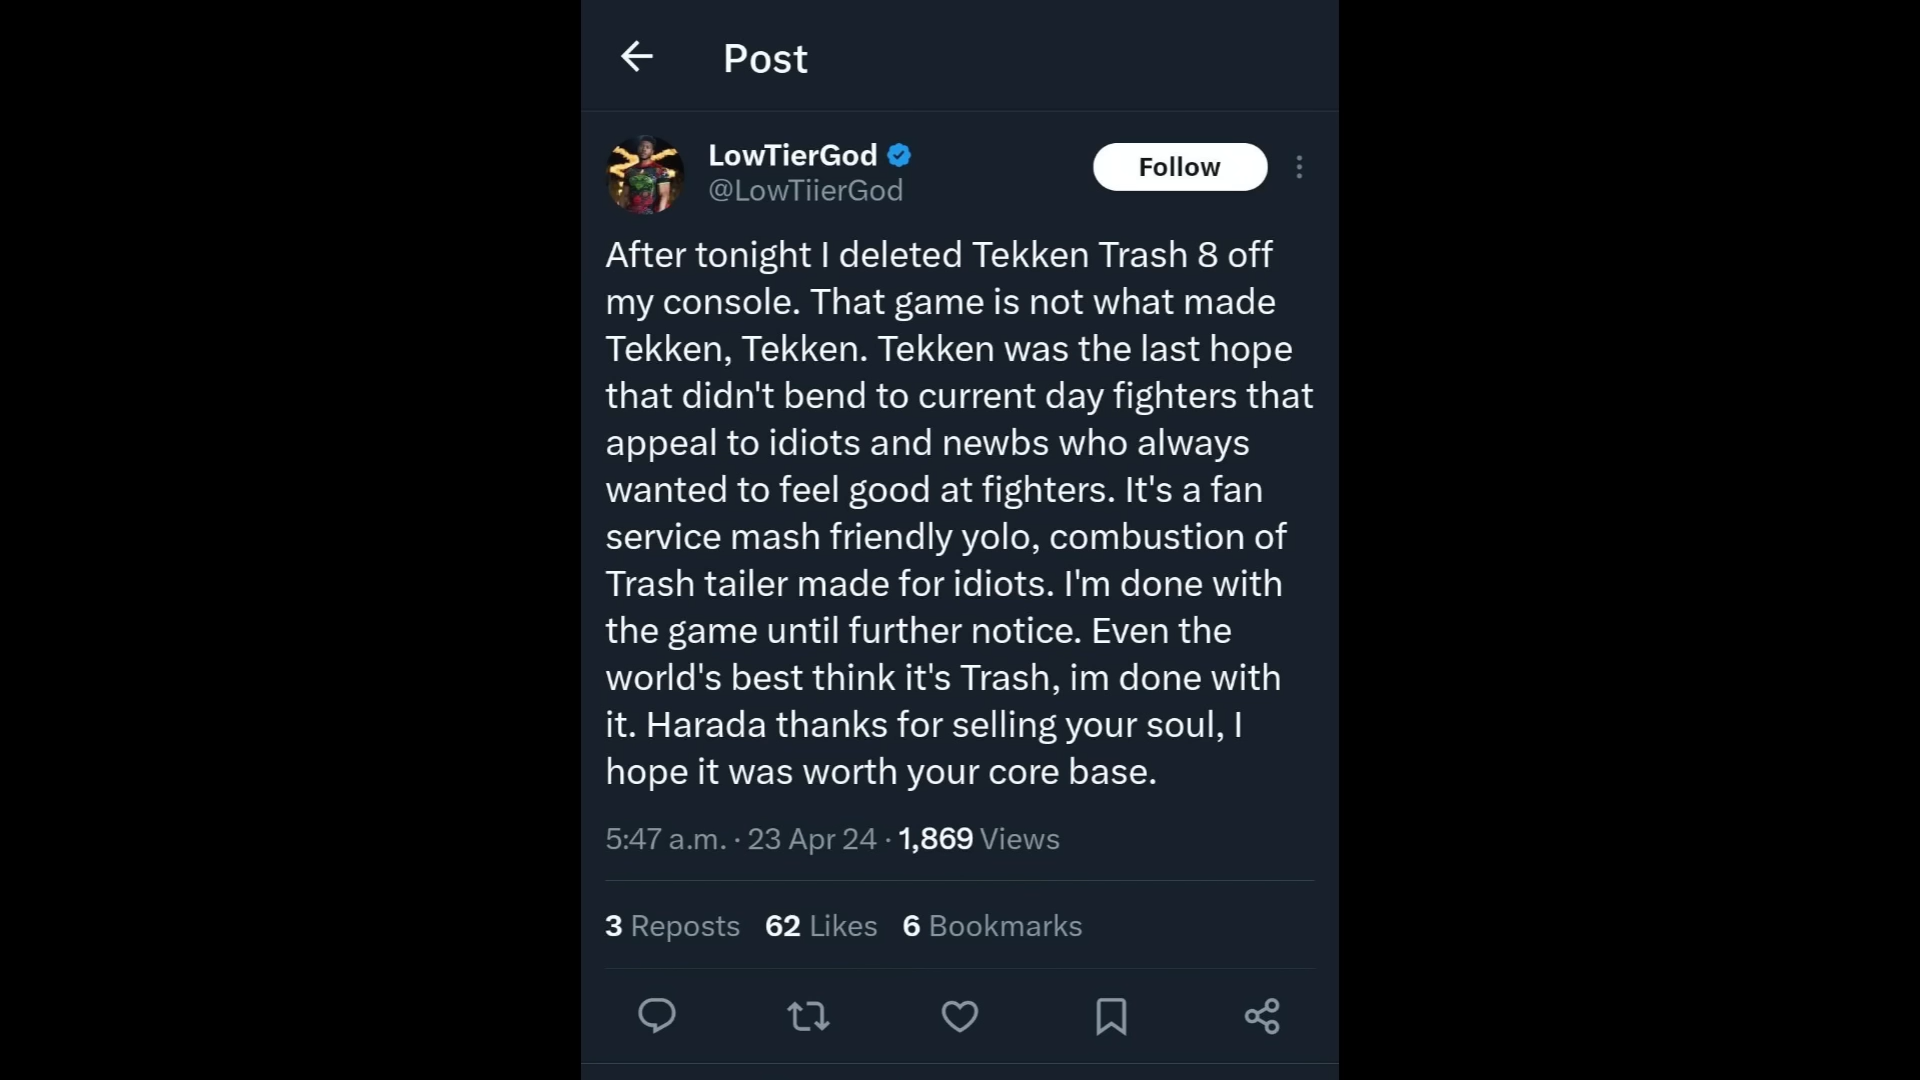 Post
LowTierGod
Follow
@LowTiierGod
After tonight I deleted Tekken Trash 8 off
my console. That game is not what made
Tekken, Tekken. Tekken was the last hope
that didn't bend to current day fighters that
appeal to idiots and newbs who always
wanted to feel good at fighters. It's a fan
service mash friendly yolo, combustion of
Trash tailer made for idiots. I'm done with
the game until further notice. Even the
world's best think it's Trash, im done with
it. Harada thanks for selling your soul, I
hope it was worth your core base.
5:47 a.m. · 23 Apr 24 · 1,869 Views
3 Reposts 62 Likes 6 Bookmarks